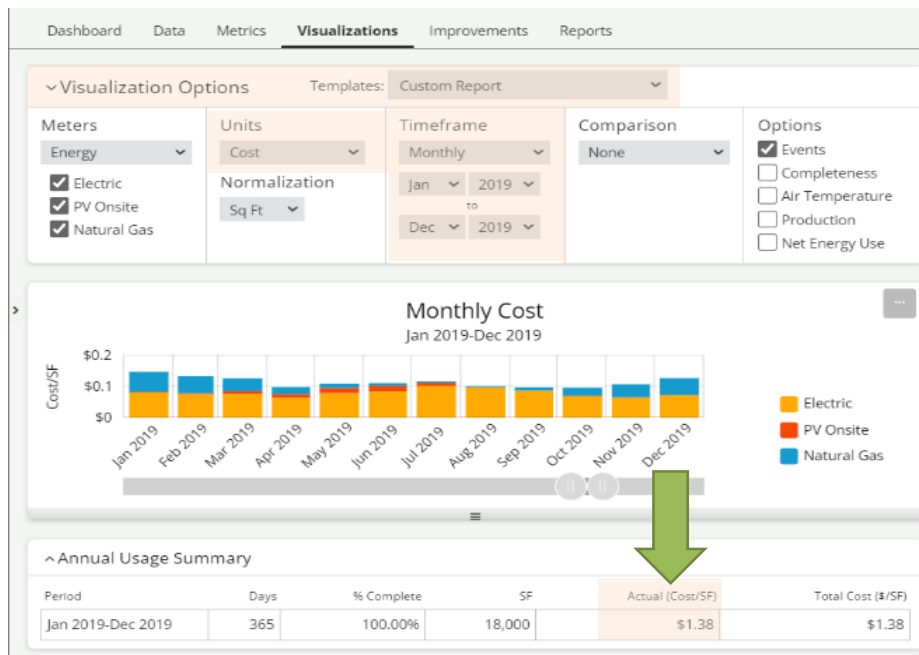 Dashboard Data Metrics Visualizations Improvements Reports
Visualization Options Templates: Custom Report
Meters
Energy
Electric
PV Onsite
Natural Gas
Units
Cost
Normalization
Sq Ft
Timeframe
Monthly
Jan 2019
to
Dec 2019
Comparison
None
Options
Events
Completeness
Air Temperature
Production
Net Energy Use
Monthly Cost
Jan 2019-Dec 2019
Cost/SF
$0.2
$0.1
$0
Jan 2019 Feb 2019 Mar 2019 Apr 2019 May 2019 Jun 2019 Jul 2019 Aug 2019 Sep 2019 Oct 2019 Nov 2019 Dec 2019
Electric
PV Onsite
Natural Gas
Annual Usage Summary
Period Days % Complete SF Actual (Cost/SF) Total Cost ($/SF)
Jan 2019-Dec 2019 365 100.00% 18,000 $1.38 $1.38